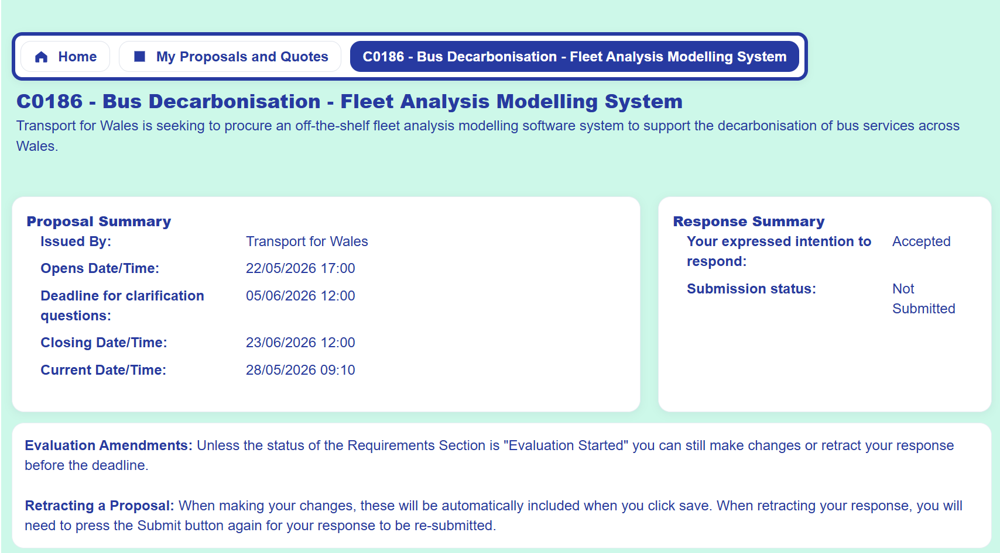 Home
My Proposals and Quotes
C0186 - Bus Decarbonisation - Fleet Analysis Modelling System
C0186 - Bus Decarbonisation - Fleet Analysis Modelling System
Transport for Wales is seeking to procure an off-the-shelf fleet analysis modelling software system to support the decarbonisation of bus services across
Wales.
Proposal Summary
Issued By: Transport for Wales
Opens Date/Time: 22/05/2026 17:00
Deadline for clarification 05/06/2026 12:00
questions:
Closing Date/Time: 23/06/2026 12:00
Current Date/Time: 28/05/2026 09:10
Response Summary
Your expressed intention to Accepted
respond:
Submission status: Not
Submitted
Evaluation Amendments: Unless the status of the Requirements Section is "Evaluation Started" you can still make changes or retract your response
before the deadline.
Retracting a Proposal: When making your changes, these will be automatically included when you click save. When retracting your response, you will
need to press the Submit button again for your response to be re-submitted.